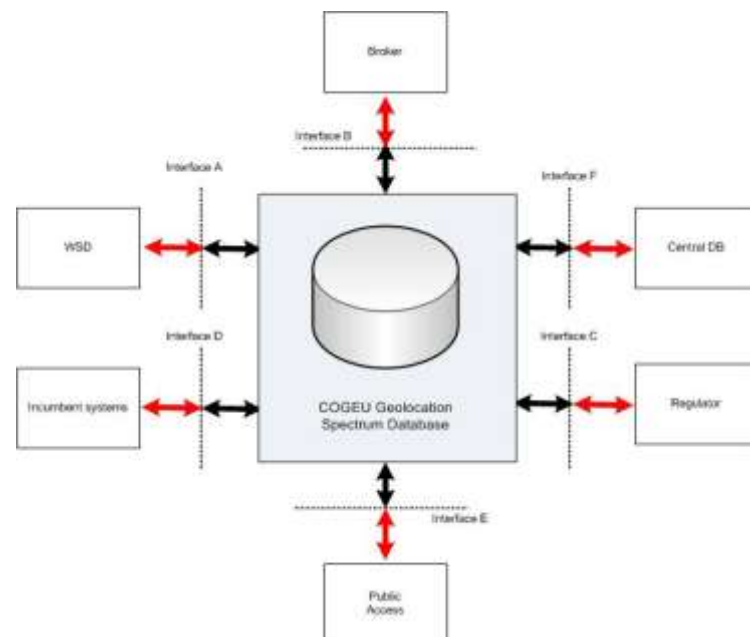 Broker
Interface B
Interface A
Interface F
WSD
Central DB
Interface D
Interface C
Incumbent systems
COGEU Geolocation
Spectrum Database
Regulator
Interface E
Public
Access